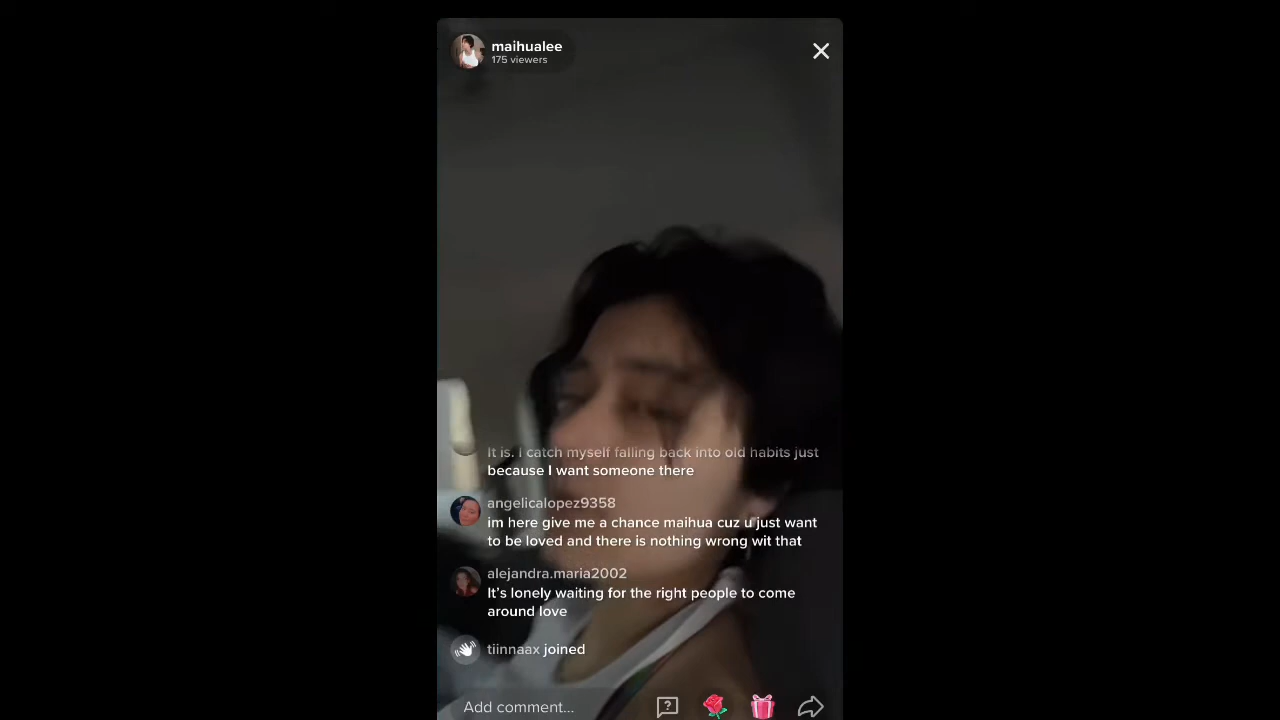 maihualee
175 viewers
It is. I catch myself falling back into old habits just
because I want someone there
angelicalopez9358
im here give me a chance maihua cuz u just want
to be loved and there is nothing wrong wit that
alejandra.maria2002
It's lonely waiting for the right people to come
around love
tiinnaax joined
Add comment...